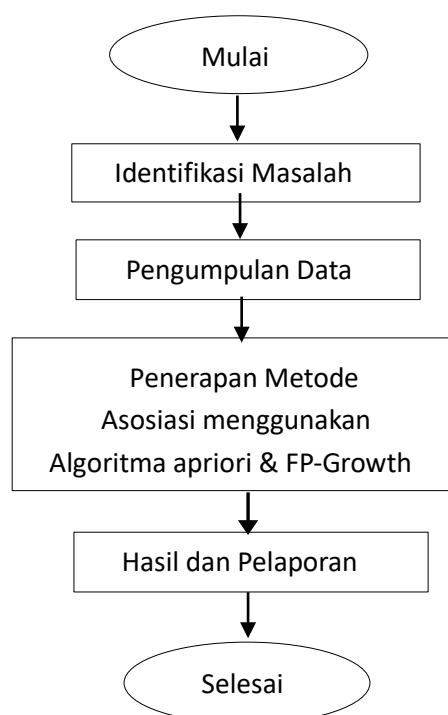 Mulai
Identifikasi Masalah
Pengumpulan Data
Penerapan Metode
Asosiasi menggunakan
Algoritma apriori & FP-Growth
Hasil dan Pelaporan
Selesai